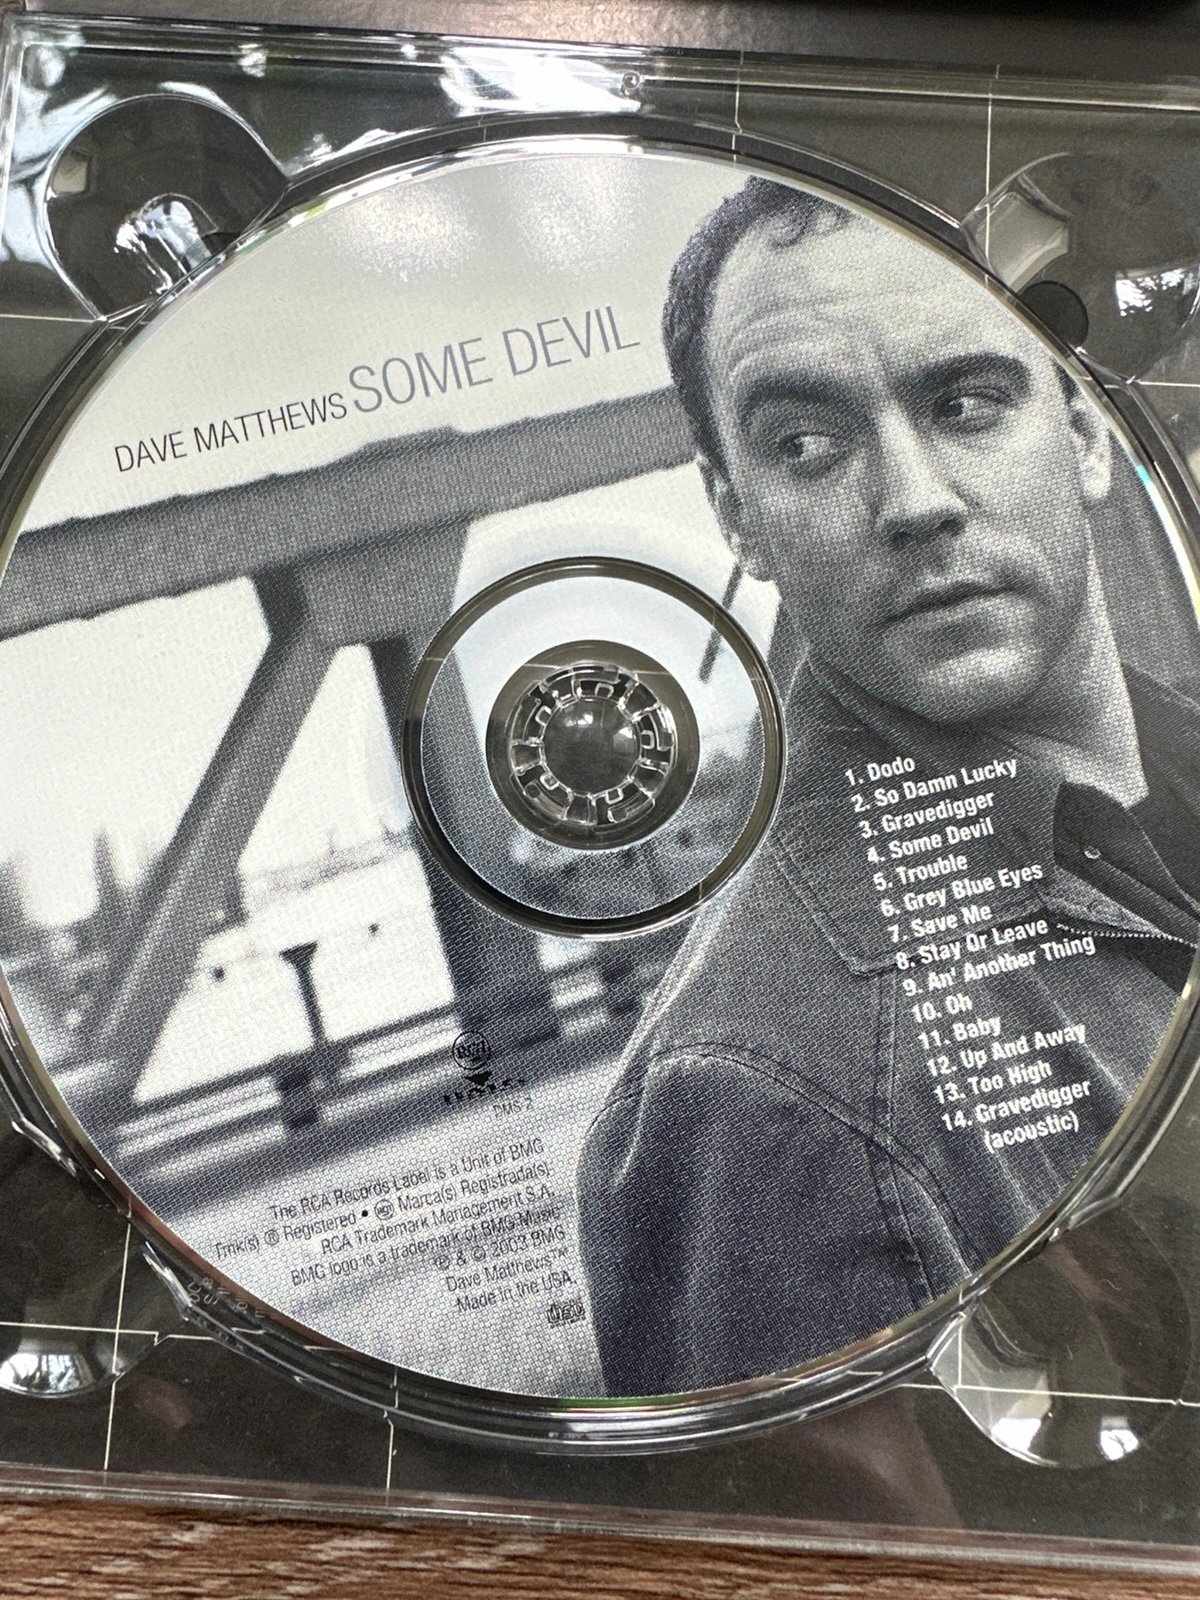 DAVE MATTHEWS SOME DEVIL
1. Dodo
2. So Damn Lucky
3. Gravedigger
4. Some Devil
5. Trouble
6. Grey Blue Eyes
7. Save Me
8. Stay Or Leave
9. An' Another Thing
10. Oh
11. Baby
12. Up And Away
13. Too High
14. Gravedigger
(acoustic)
DMS-2
The RCA Records Label is a Unit of BMG
Tmk(s) ® Registered • Marca(s) Registrada(s)
RCA Trademark Management S.A.
BMG logo is a trademark of BMG Music
℗ & © 2003 BMG
Dave Matthews™
Made in the USA.